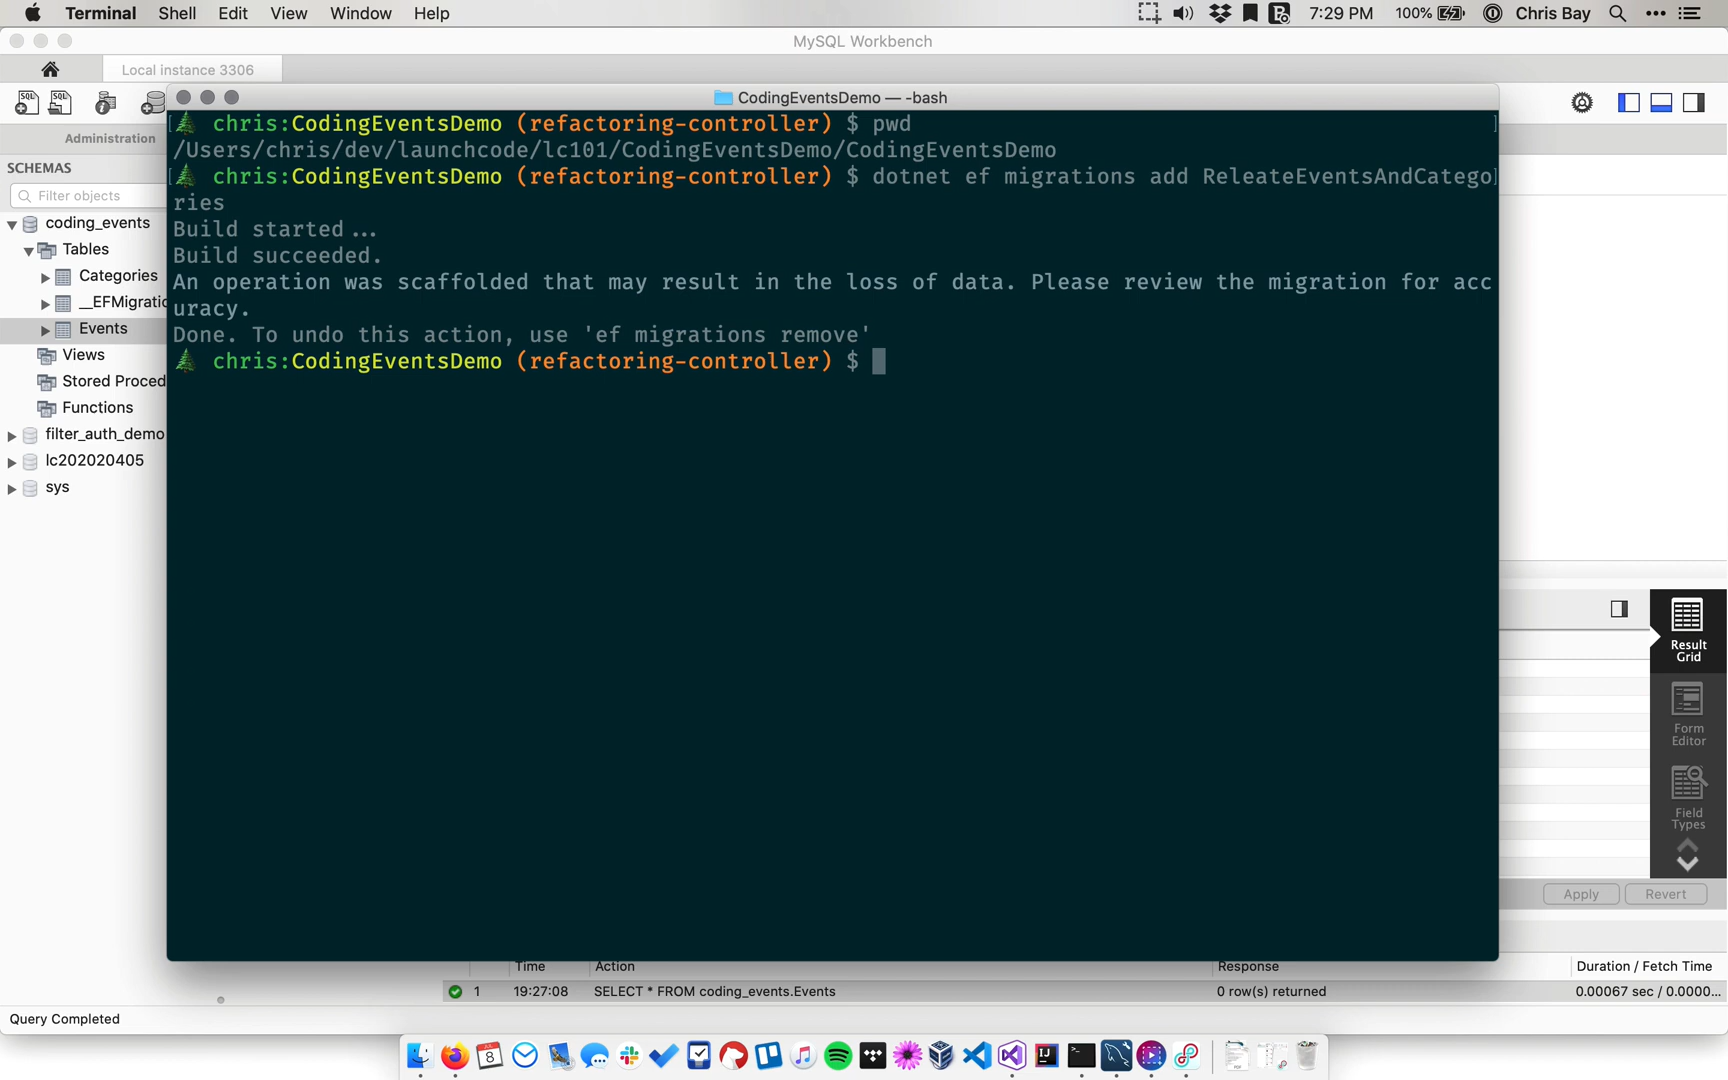 Terminal Shell Edit View Window Help 7:29 PM 100% Chris Bay
MySQL Workbench
Local instance 3306
CodingEventsDemo — -bash
Administration
SCHEMAS
Filter objects
coding_events
Tables
Categories
__EFMigratio
Events
Views
Stored Proced
Functions
filter_auth_demo
lc202020405
sys
chris:CodingEventsDemo (refactoring-controller) $ pwd
/Users/chris/dev/launchcode/lc101/CodingEventsDemo/CodingEventsDemo
chris:CodingEventsDemo (refactoring-controller) $ dotnet ef migrations add ReleateEventsAndCatego
ries
Build started...
Build succeeded.
An operation was scaffolded that may result in the loss of data. Please review the migration for acc
uracy.
Done. To undo this action, use 'ef migrations remove'
chris:CodingEventsDemo (refactoring-controller) $
Result
Grid
Form
Editor
Field
Types
Apply Revert
Time Action Response Duration / Fetch Time
1 19:27:08 SELECT * FROM coding_events.Events 0 row(s) returned 0.00067 sec / 0.0000...
Query Completed